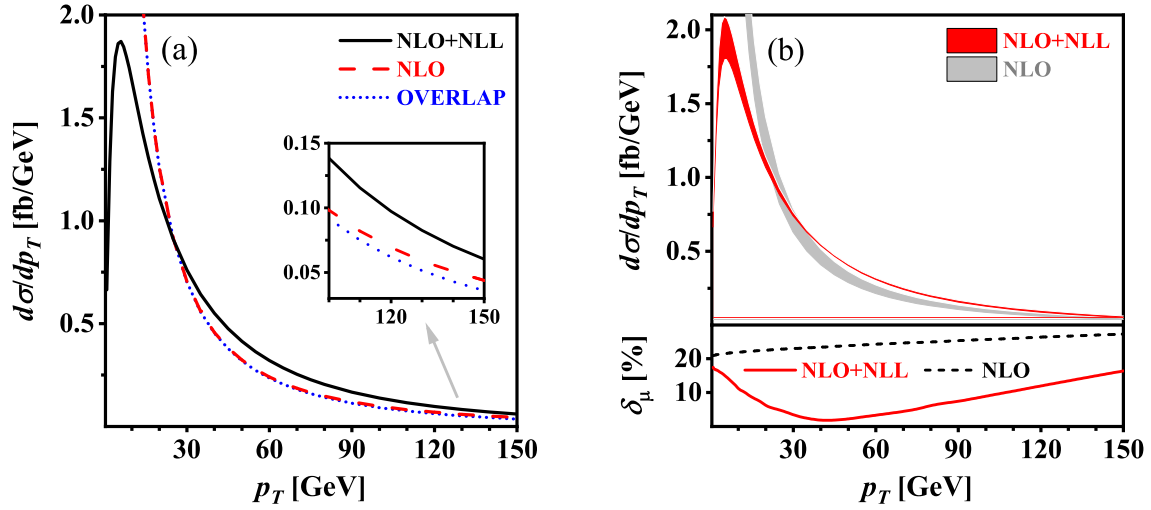 (a)
NLO+NLL
NLO
OVERLAP
2.0
1.5
1.0
0.5
dσ/dp_T [fb/GeV]
0.15
0.10
0.05
120
150
30
60
90
120
150
p_T [GeV]
(b)
NLO+NLL
NLO
2.0
1.5
1.0
0.5
dσ/dp_T [fb/GeV]
20
10
δ_μ [%]
NLO+NLL
NLO
30
60
90
120
150
p_T [GeV]